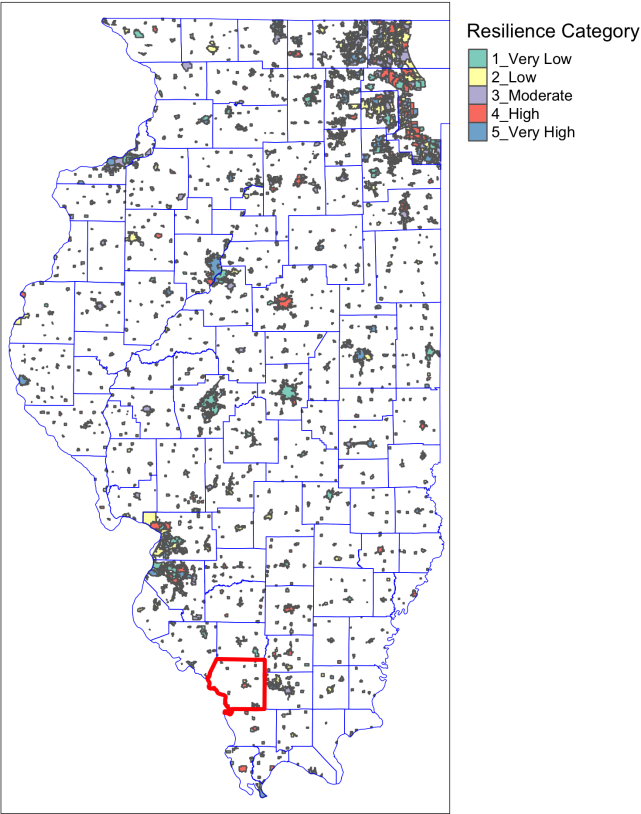 Resilience Category
1_Very Low
2_Low
3_Moderate
4_High
5_Very High